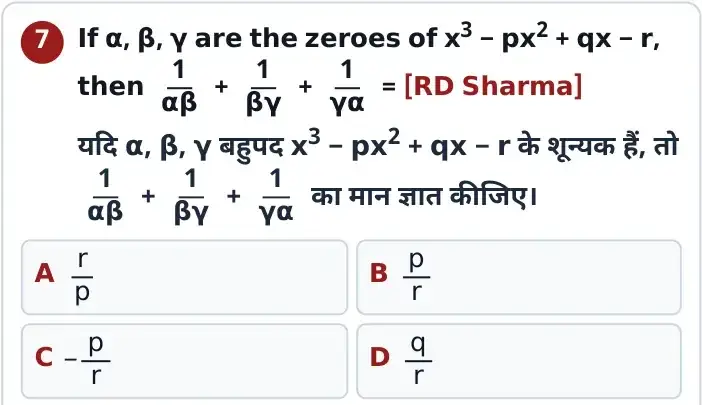 7 If α, β, γ are the zeroes of x³ – px² + qx – r,
then 1/αβ + 1/βγ + 1/γα = [RD Sharma]
यदि α, β, γ बहुपद x³ – px² + qx – r के शून्यक हैं, तो
1/αβ + 1/βγ + 1/γα का मान ज्ञात कीजिए।
A r/p
B p/r
C –p/r
D q/r